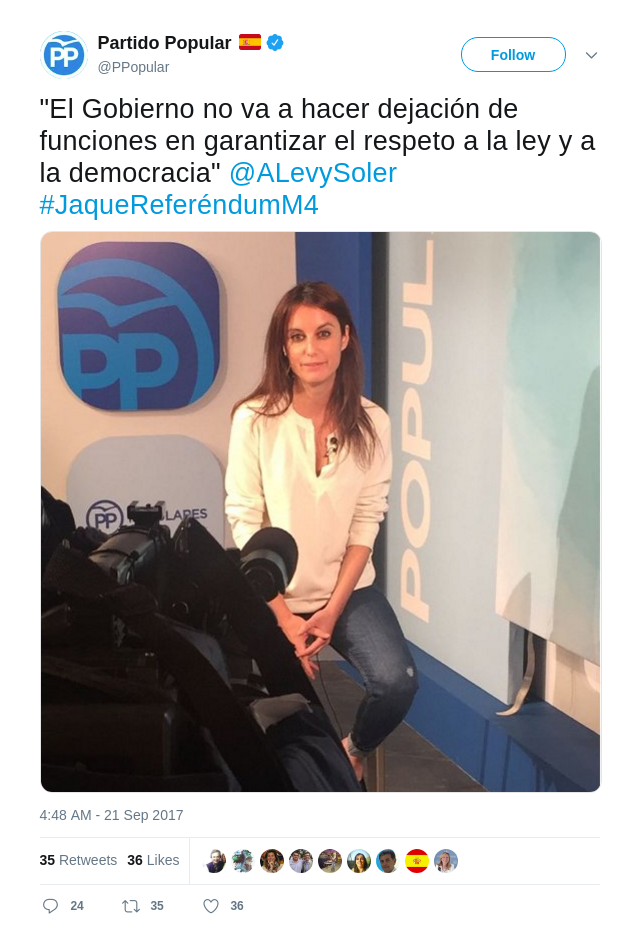 Partido Popular
@PPopular
Follow
"El Gobierno no va a hacer dejación de
funciones en garantizar el respeto a la ley y a
la democracia" @ALevySoler
#JaqueReferéndumM4
PP
POPUL
PP
4:48 AM - 21 Sep 2017
35 Retweets 36 Likes
24 35 36